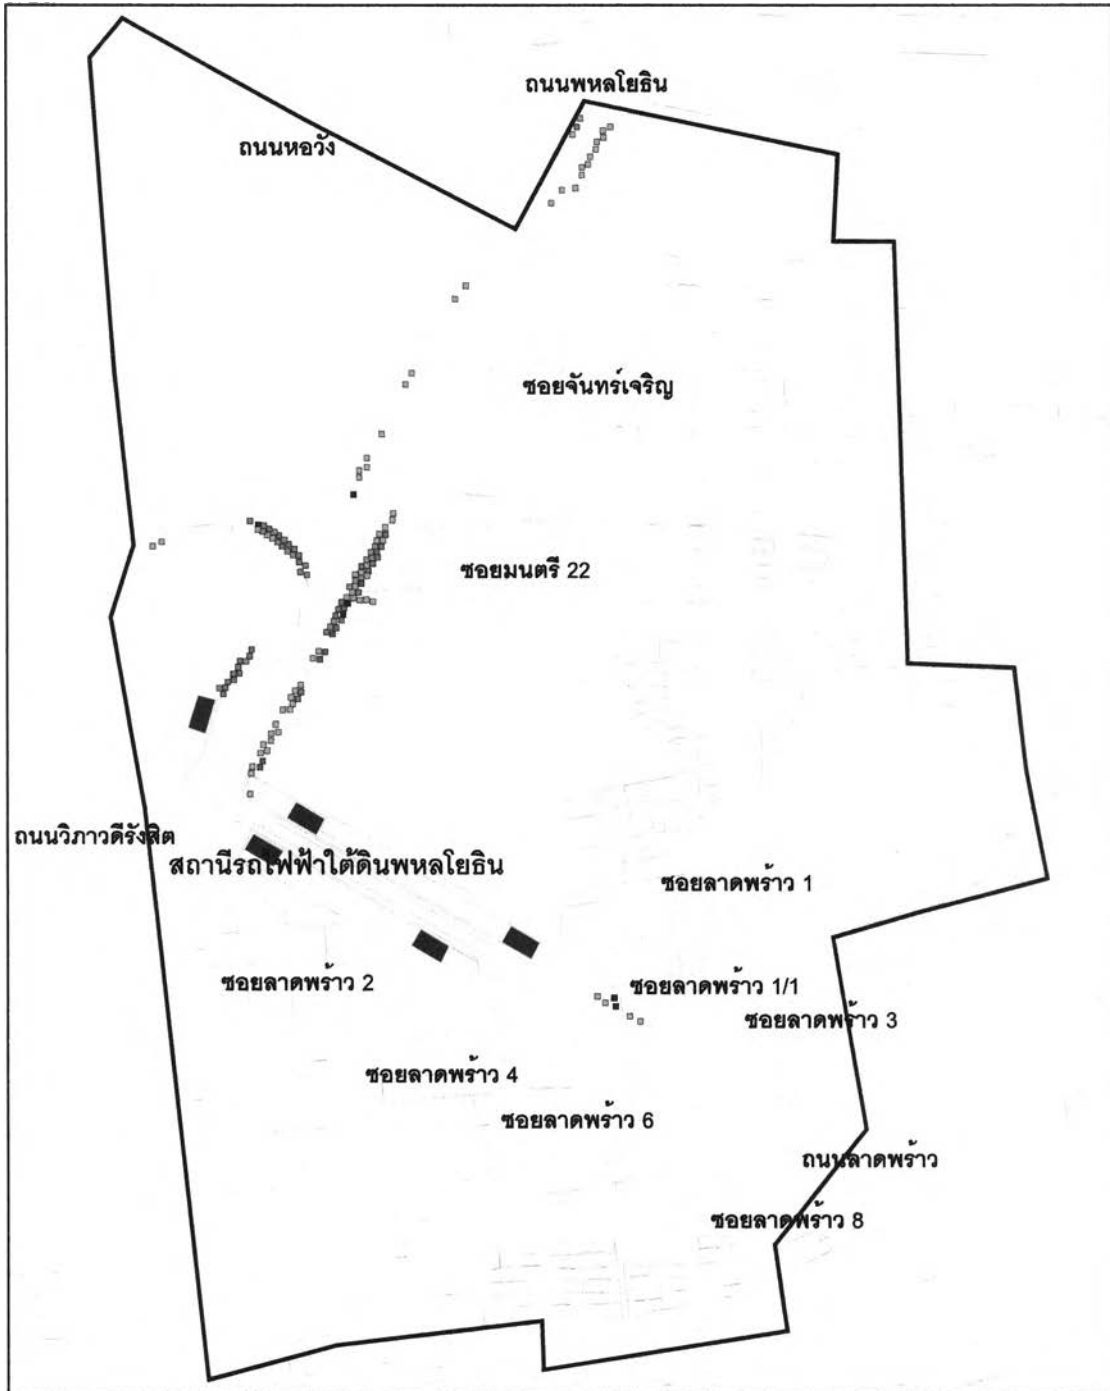 ถนนพหลโยธิน
ถนนหอวัง
ซอยจันทร์เจริญ
ซอยมนตรี 22
ถนนวิภาวดีรังสิต
สถานีรถไฟฟ้าใต้ดินพหลโยธิน
ซอยลาดพร้าว 1
ซอยลาดพร้าว 2
ซอยลาดพร้าว 1/1
ซอยลาดพร้าว 3
ซอยลาดพร้าว 4
ซอยลาดพร้าว 6
ถนนลาดพร้าว
ซอยลาดพร้าว 8